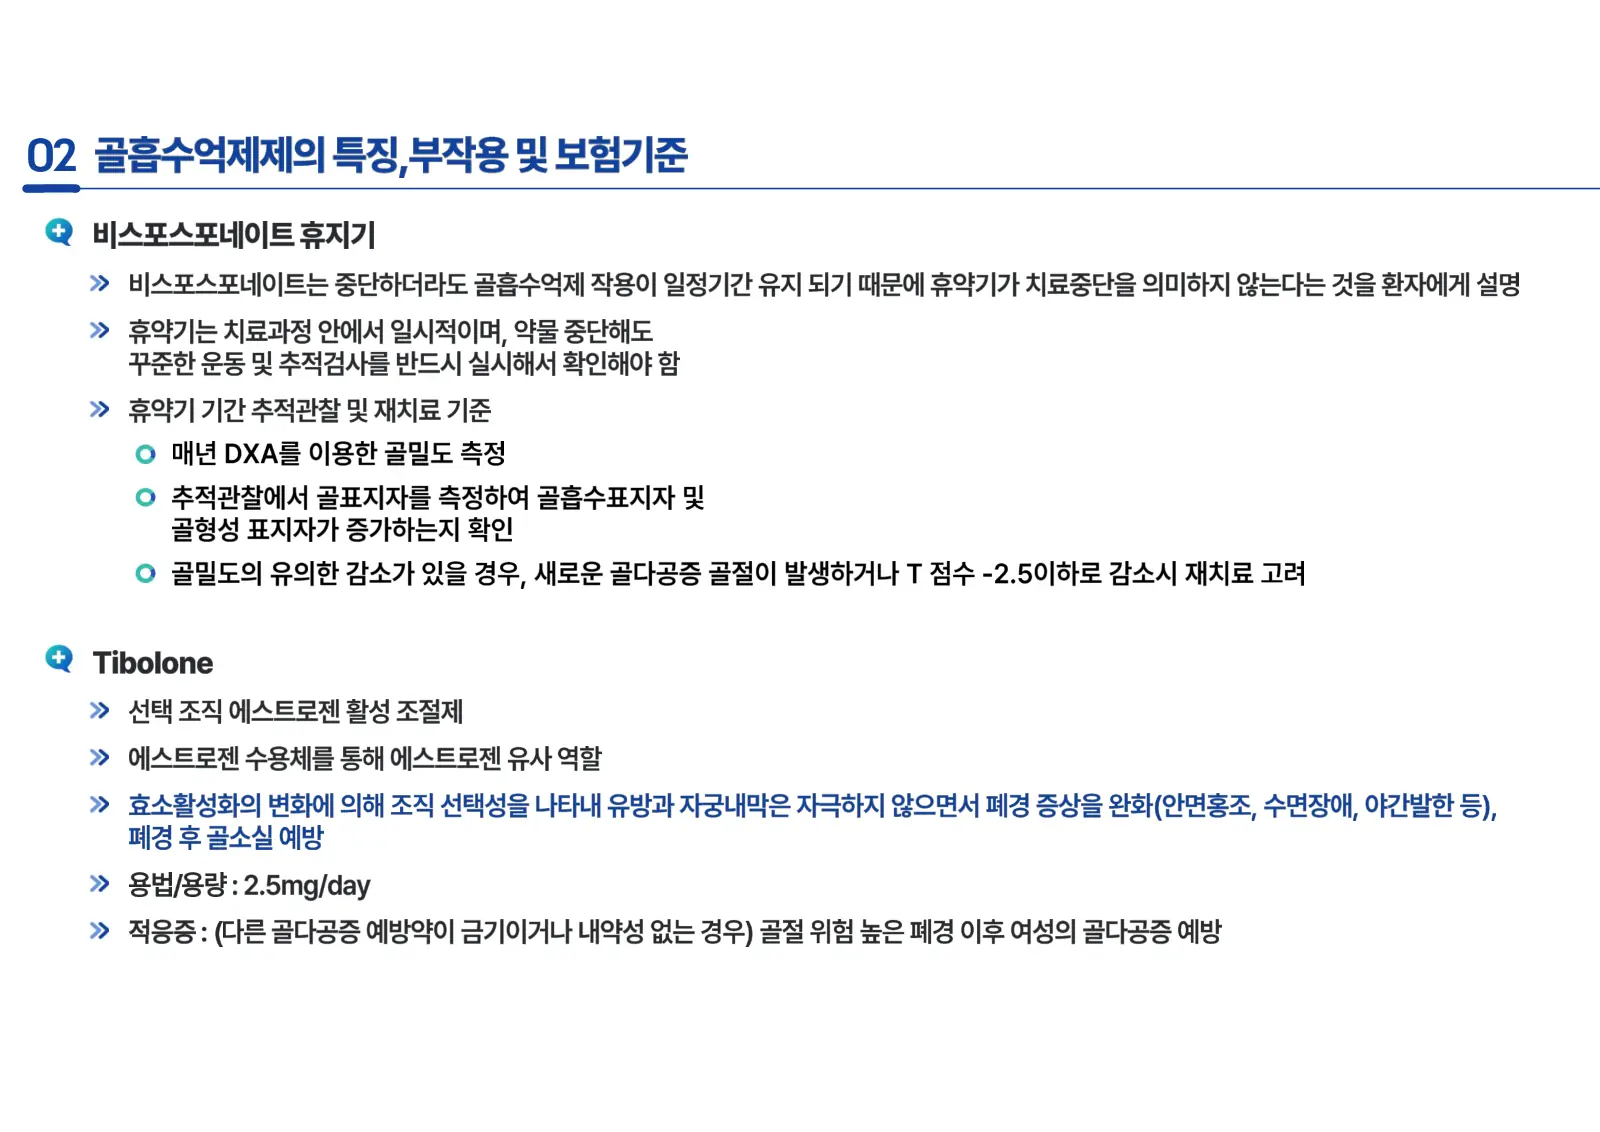 02 골흡수억제제의 특징,부작용 및 보험기준
비스포스포네이트 휴지기
비스포스포네이트는 중단하더라도 골흡수억제 작용이 일정기간 유지 되기 때문에 휴약기가 치료중단을 의미하지 않는다는 것을 환자에게 설명
휴약기는 치료과정 안에서 일시적이며, 약물 중단해도
꾸준한 운동 및 추적검사를 반드시 실시해서 확인해야 함
휴약기 기간 추적관찰 및 재치료 기준
매년 DXA를 이용한 골밀도 측정
추적관찰에서 골표지자를 측정하여 골흡수표지자 및
골형성 표지자가 증가하는지 확인
골밀도의 유의한 감소가 있을 경우, 새로운 골다공증 골절이 발생하거나 T 점수 -2.5이하로 감소시 재치료 고려
Tibolone
선택 조직 에스트로젠 활성 조절제
에스트로젠 수용체를 통해 에스트로젠 유사 역할
효소활성화의 변화에 의해 조직 선택성을 나타내 유방과 자궁내막은 자극하지 않으면서 폐경 증상을 완화(안면홍조, 수면장애, 야간발한 등),
폐경 후 골소실 예방
용법/용량 : 2.5mg/day
적응증 : (다른 골다공증 예방약이 금기이거나 내약성 없는 경우) 골절 위험 높은 폐경 이후 여성의 골다공증 예방